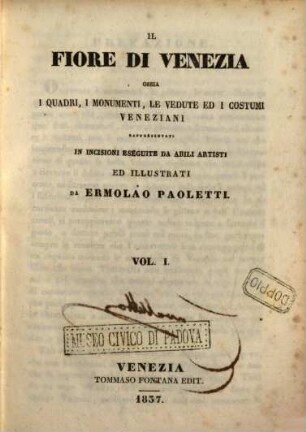 IL
FIORE DI VENEZIA
OSSIA
I QUADRI, I MONUMENTI, LE VEDUTE ED I COSTUMI
VENEZIANI
RAPPRESENTATI
IN INCISIONI ESEGUITE DA ABILI ARTISTI
ED ILLUSTRATI
DA ERMOLAO PAOLETTI.
VOL. I.
DOPPIO
MUSEO CIVICO DI PADOVA
VENEZIA
TOMMASO FONTANA EDIT.
1837.